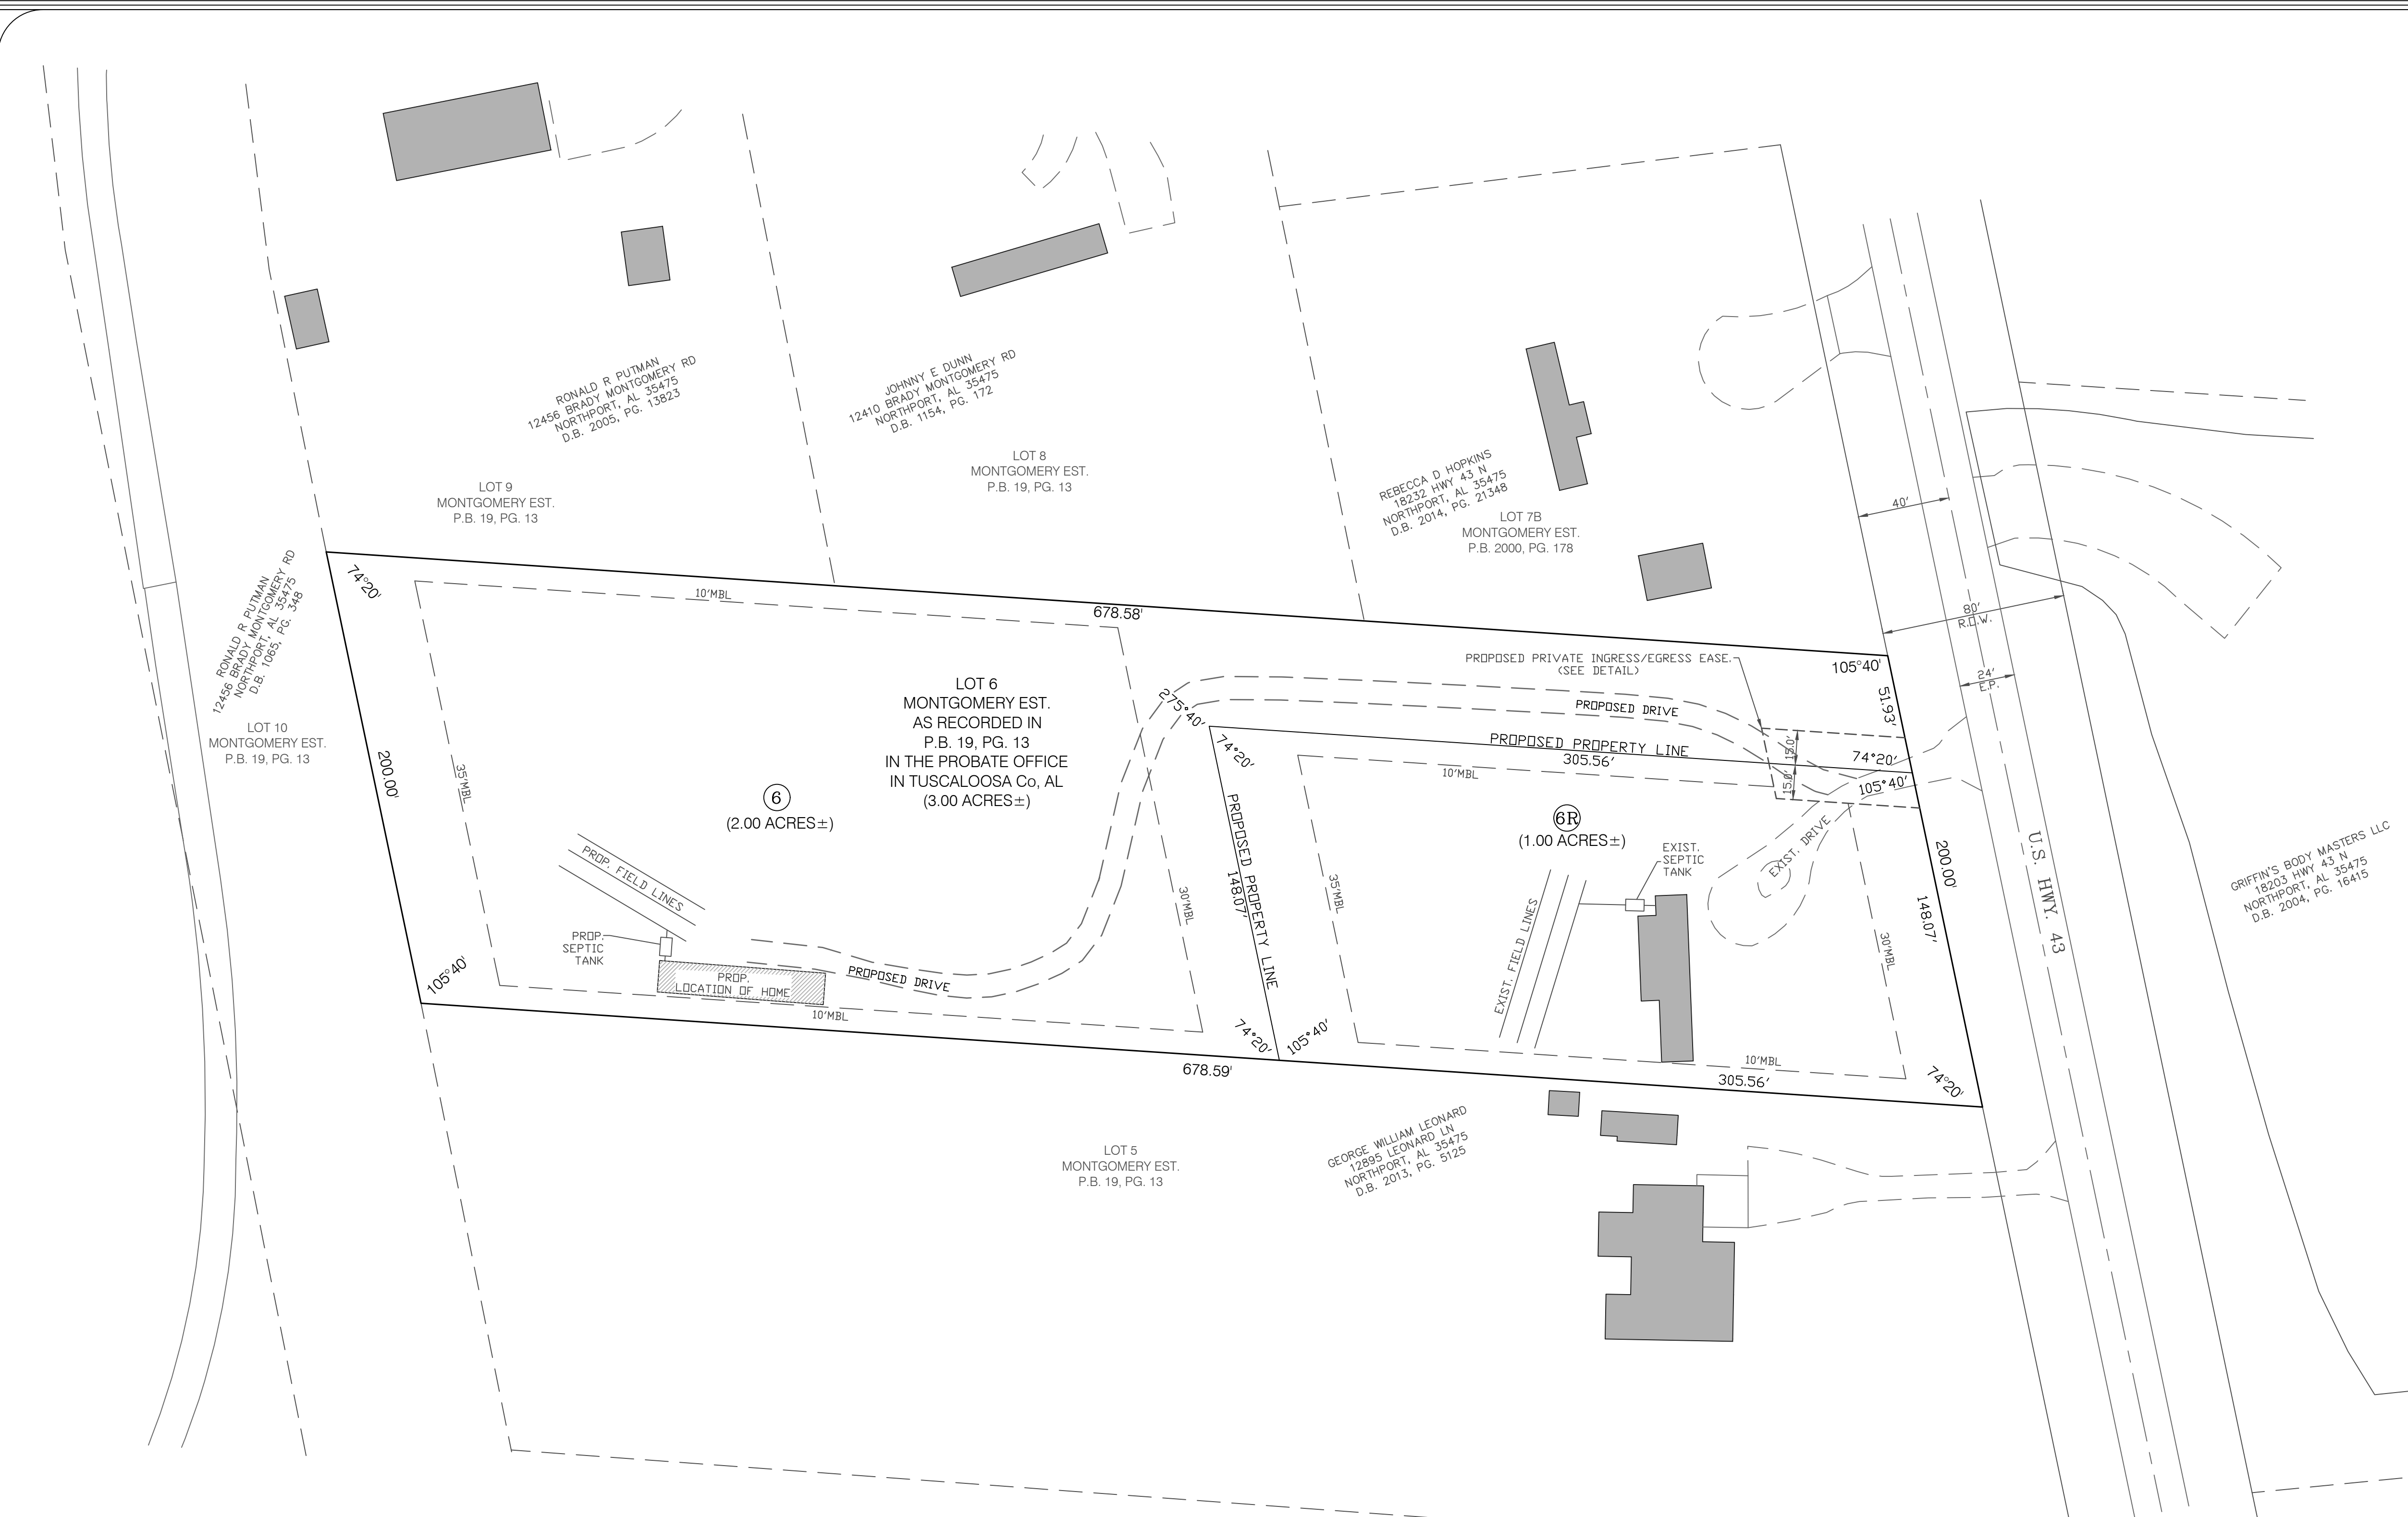 RONALD R PUTMAN
12456 BRADY MONTGOMERY RD
NORTHPORT, AL 35475
D.B. 2005, PG. 13823
JOHNNY E DUNN
12410 BRADY MONTGOMERY RD
NORTHPORT, AL 35475
D.B. 1154, PG. 172
LOT 8
MONTGOMERY EST.
P.B. 19, PG. 13
LOT 9
MONTGOMERY EST.
P.B. 19, PG. 13
REBECCA D HOPKINS
18232 HWY 43 N
NORTHPORT, AL 35475
D.B. 2014, PG. 21348
LOT 7B
MONTGOMERY EST.
P.B. 2000, PG. 178
40'
80'
R.O.W.
24'
E.P.
RONALD R PUTMAN
12456 BRADY MONTGOMERY RD
NORTHPORT, AL 35475
D.B. 1065, PG. 348
LOT 10
MONTGOMERY EST.
P.B. 19, PG. 13
74°20'
10'MBL
678.58'
PROPOSED PRIVATE INGRESS/EGRESS EASE.
(SEE DETAIL)
105°40'
51.93'
LOT 6
MONTGOMERY EST.
AS RECORDED IN
P.B. 19, PG. 13
IN THE PROBATE OFFICE
IN TUSCALOOSA Co, AL
(3.00 ACRES±)
275°40'
PROPOSED DRIVE
74°20'
PROPOSED PROPERTY LINE
305.56'
15.0'
15.0'
74°20'
105°40'
200.00'
35'MBL
6
(2.00 ACRES±)
10'MBL
PROPOSED PROPERTY LINE
148.07'
6R
(1.00 ACRES±)
EXIST. DRIVE
EXIST.
SEPTIC
TANK
PROP. FIELD LINES
30'MBL
35'MBL
EXIST. FIELD LINES
200.00'
148.07'
30'MBL
U.S. HWY. 43
GRIFFIN'S BODY MASTERS LLC
18203 HWY 43 N
NORTHPORT, AL 35475
D.B. 2004, PG. 16415
PROP.
SEPTIC
TANK
PROP.
LOCATION OF HOME
PROPOSED DRIVE
105°40'
10'MBL
74°20'
105°40'
10'MBL
74°20'
678.59'
305.56'
LOT 5
MONTGOMERY EST.
P.B. 19, PG. 13
GEORGE WILLIAM LEONARD
12895 LEONARD LN
NORTHPORT, AL 35475
D.B. 2013, PG. 5125